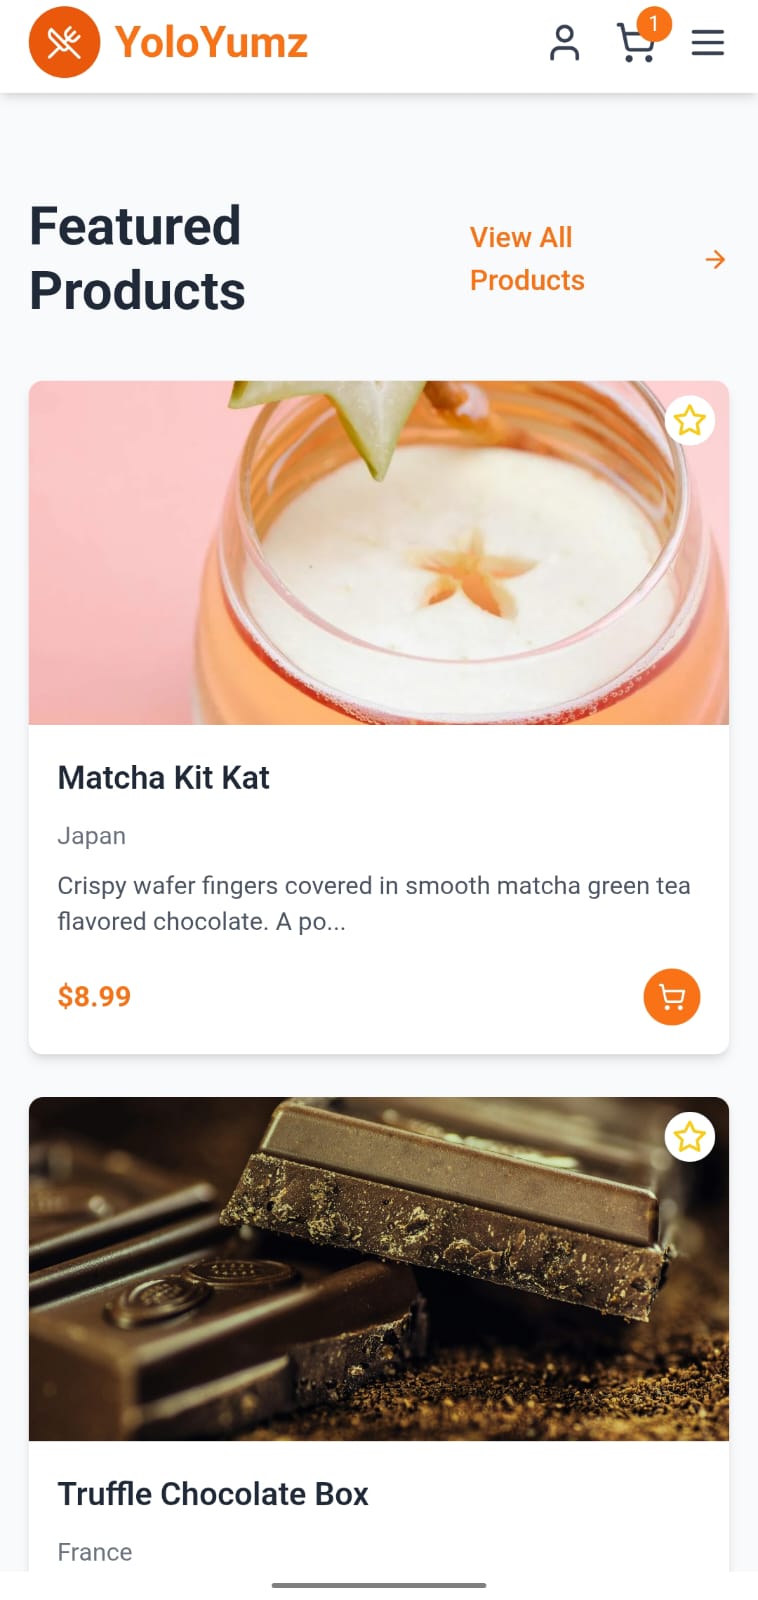 YoloYumz
1
Featured
Products
View All
Products
Matcha Kit Kat
Japan
Crispy wafer fingers covered in smooth matcha green tea
flavored chocolate. A po...
$8.99
Truffle Chocolate Box
France